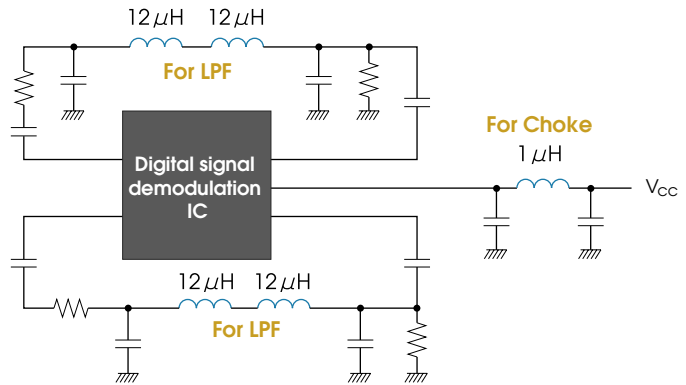 12μH 12μH
For LPF
For Choke
1μH
Digital signal
demodulation
IC
VCC
12μH 12μH
For LPF